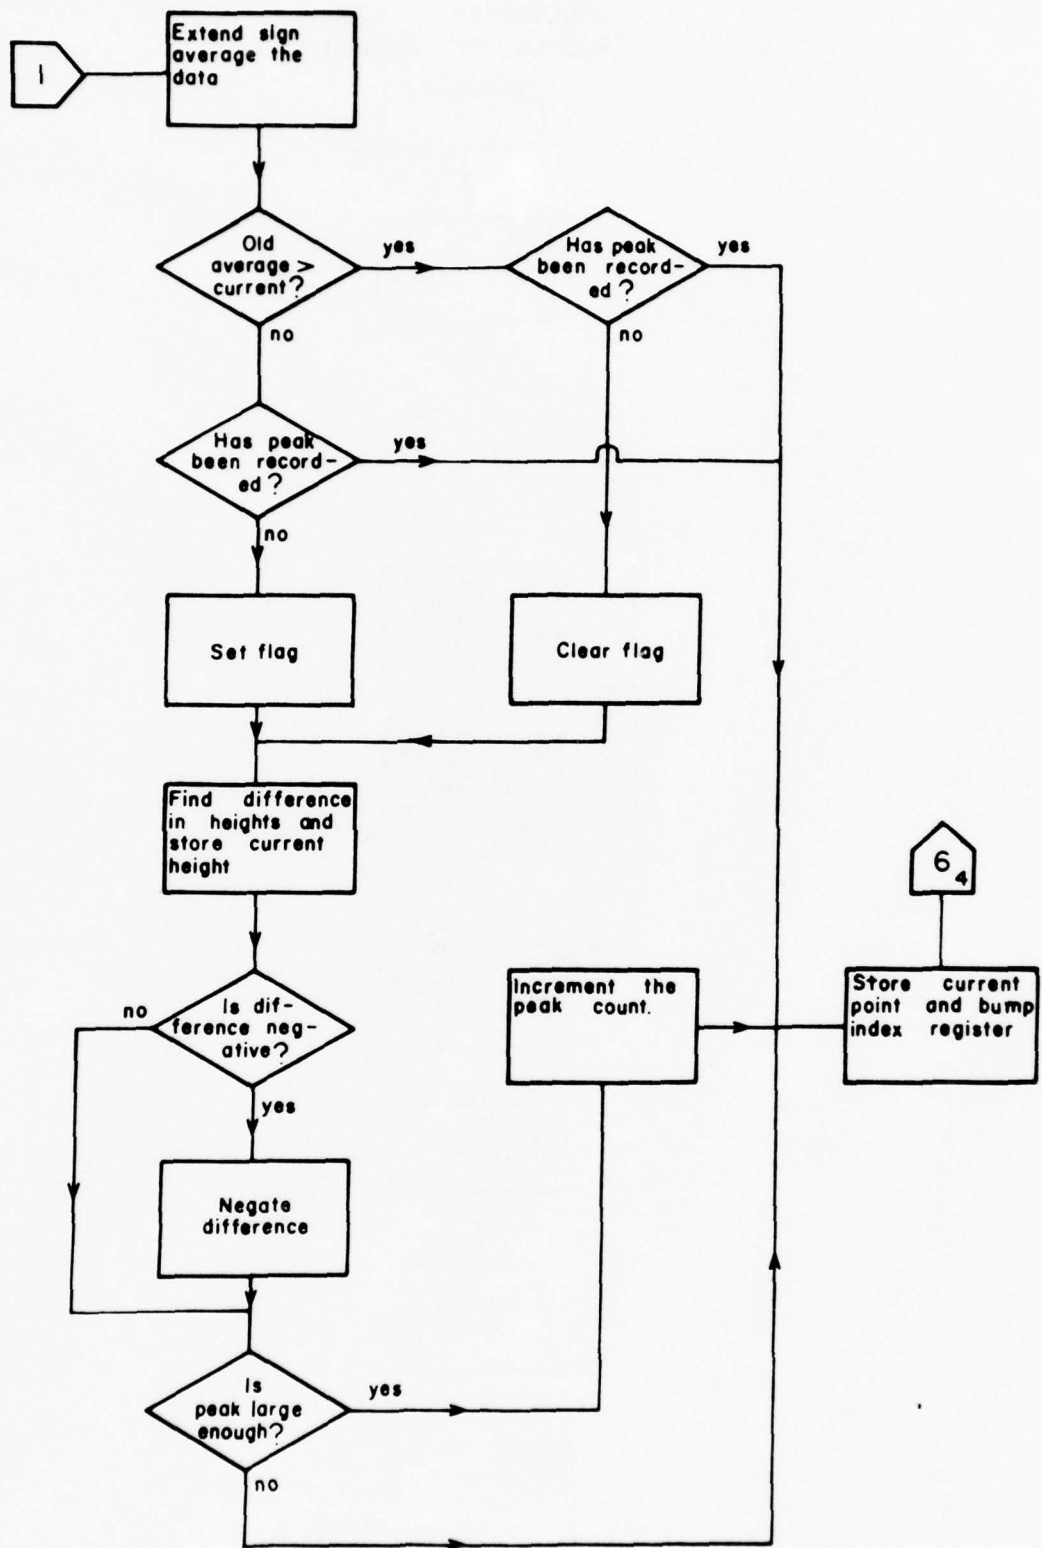 1
Extend sign
average the
data
Old
average >
current?
yes
no
Has peak
been record-
ed?
yes
no
Has peak
been record-
ed?
yes
no
Set flag
Clear flag
Find difference
in heights and
store current
height
6 4
Is dif-
ference neg-
ative?
no
yes
Increment the
peak count.
Store current
point and bump
index register
Negate
difference
Is
peak large
enough?
yes
no